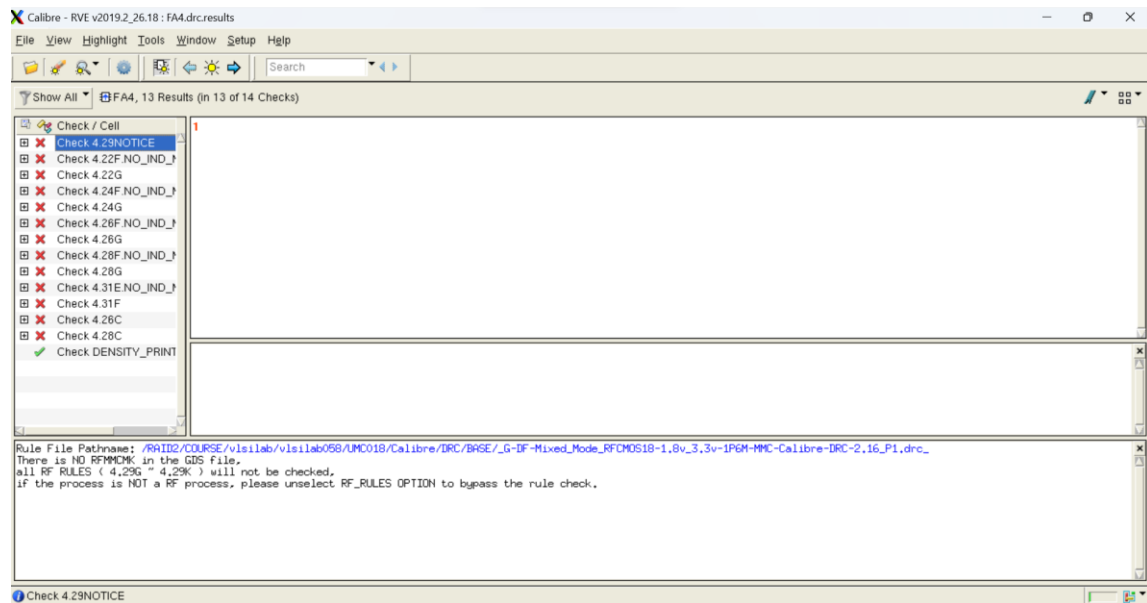 Calibre - RVE v2019.2_26.18 : FA4.drc.results
File View Highlight Tools Window Setup Help
Search
Show All FA4, 13 Results (in 13 of 14 Checks)
Check / Cell
1
Check 4.29NOTICE
Check 4.22F.NO_IND_
Check 4.22G
Check 4.24F.NO_IND_
Check 4.24G
Check 4.26F.NO_IND_
Check 4.26G
Check 4.28F.NO_IND_
Check 4.28G
Check 4.31E.NO_IND_
Check 4.31F
Check 4.26C
Check 4.28C
Check DENSITY_PRINT
Rule File Pathname: /RAID2/COURSE/vlsilab/vlsilab058/UMC018/Calibre/DRC/BASE/_G-DF-Mixed_Mode_RFCMOS18-1.8v_3.3v-1P6M-MMC-Calibre-DRC-2.16_P1.drc_
There is NO RFMMCMK in the GDS file,
all RF RULES ( 4.29G ~ 4.29K ) will not be checked,
if the process is NOT a RF process, please unselect RF_RULES OPTION to bypass the rule check.
Check 4.29NOTICE